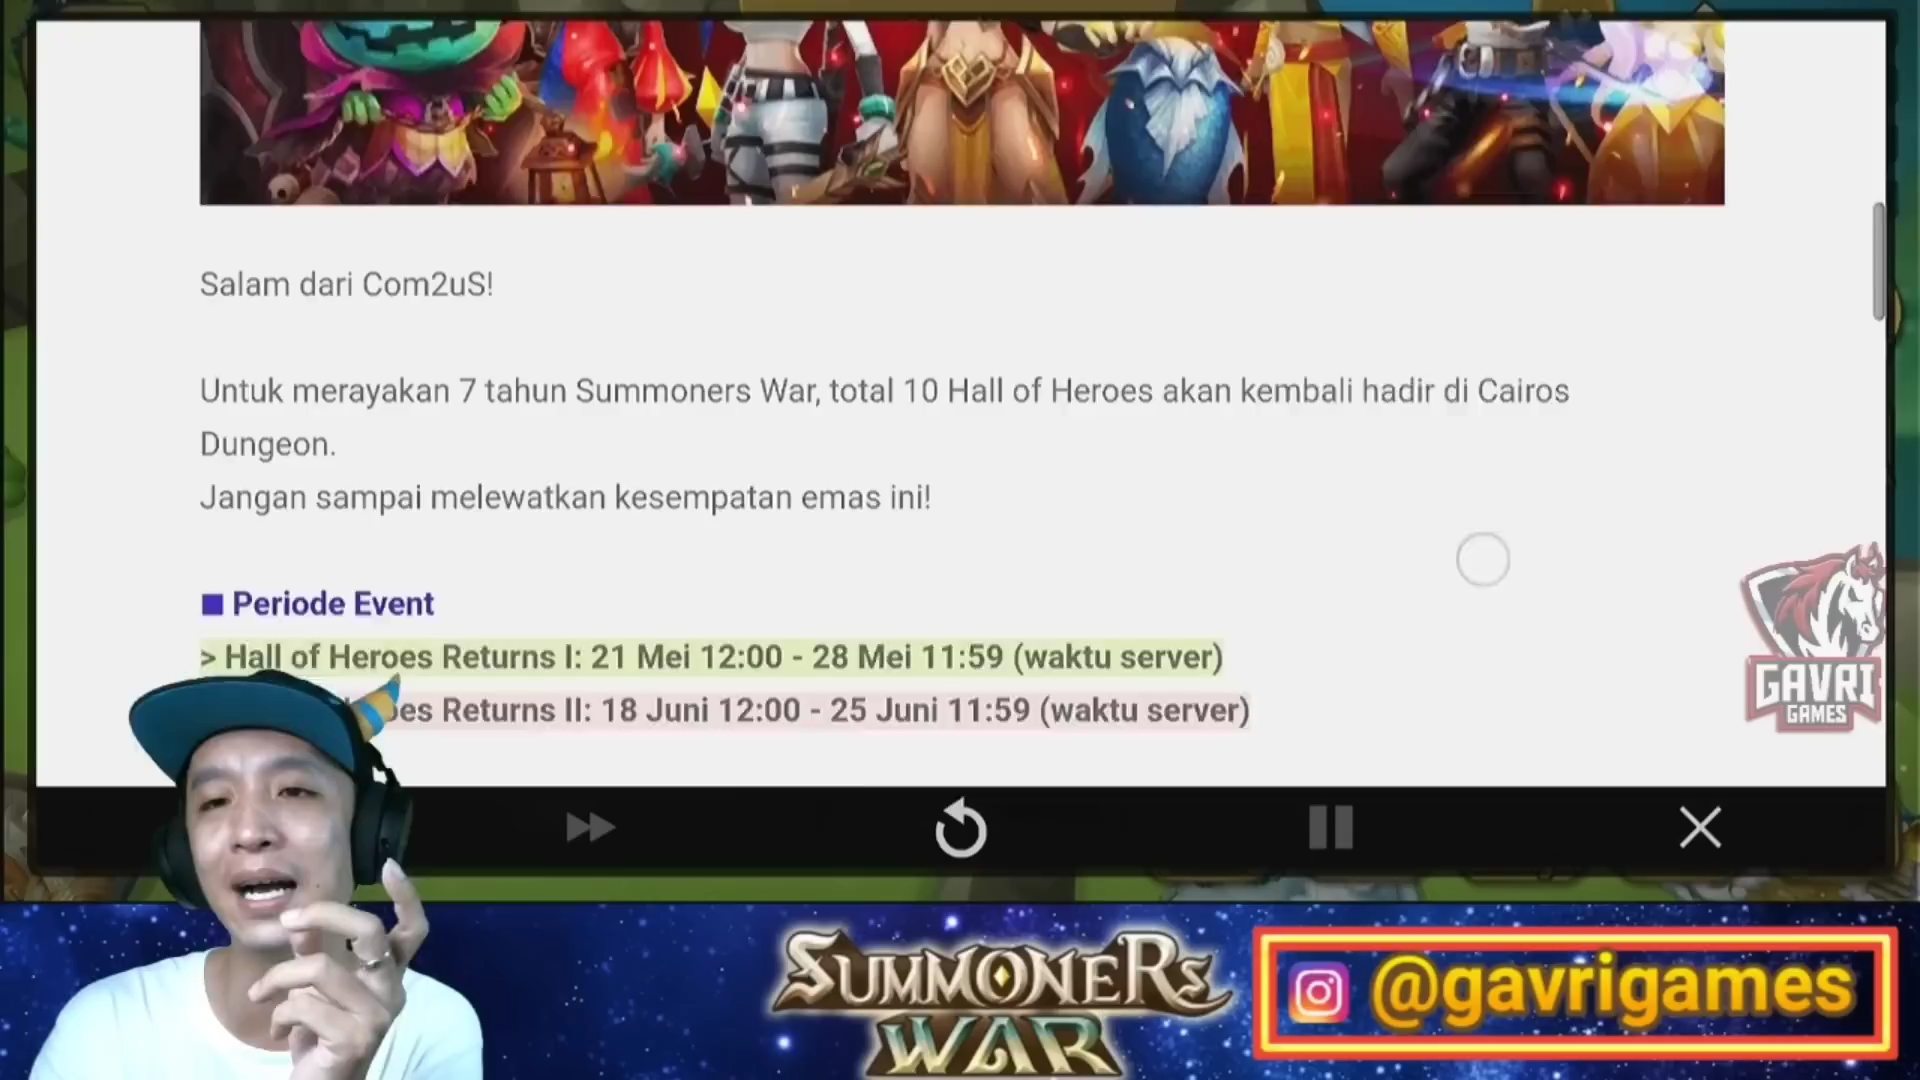 Salam dari Com2uS!
Untuk merayakan 7 tahun Summoners War, total 10 Hall of Heroes akan kembali hadir di Cairos
Dungeon.
Jangan sampai melewatkan kesempatan emas ini!
■ Periode Event
> Hall of Heroes Returns I: 21 Mei 12:00 - 28 Mei 11:59 (waktu server)
Returns II: 18 Juni 12:00 - 25 Juni 11:59 (waktu server)
GAVRI
GAMES
SUMMONERS
WAR
@gavrigames